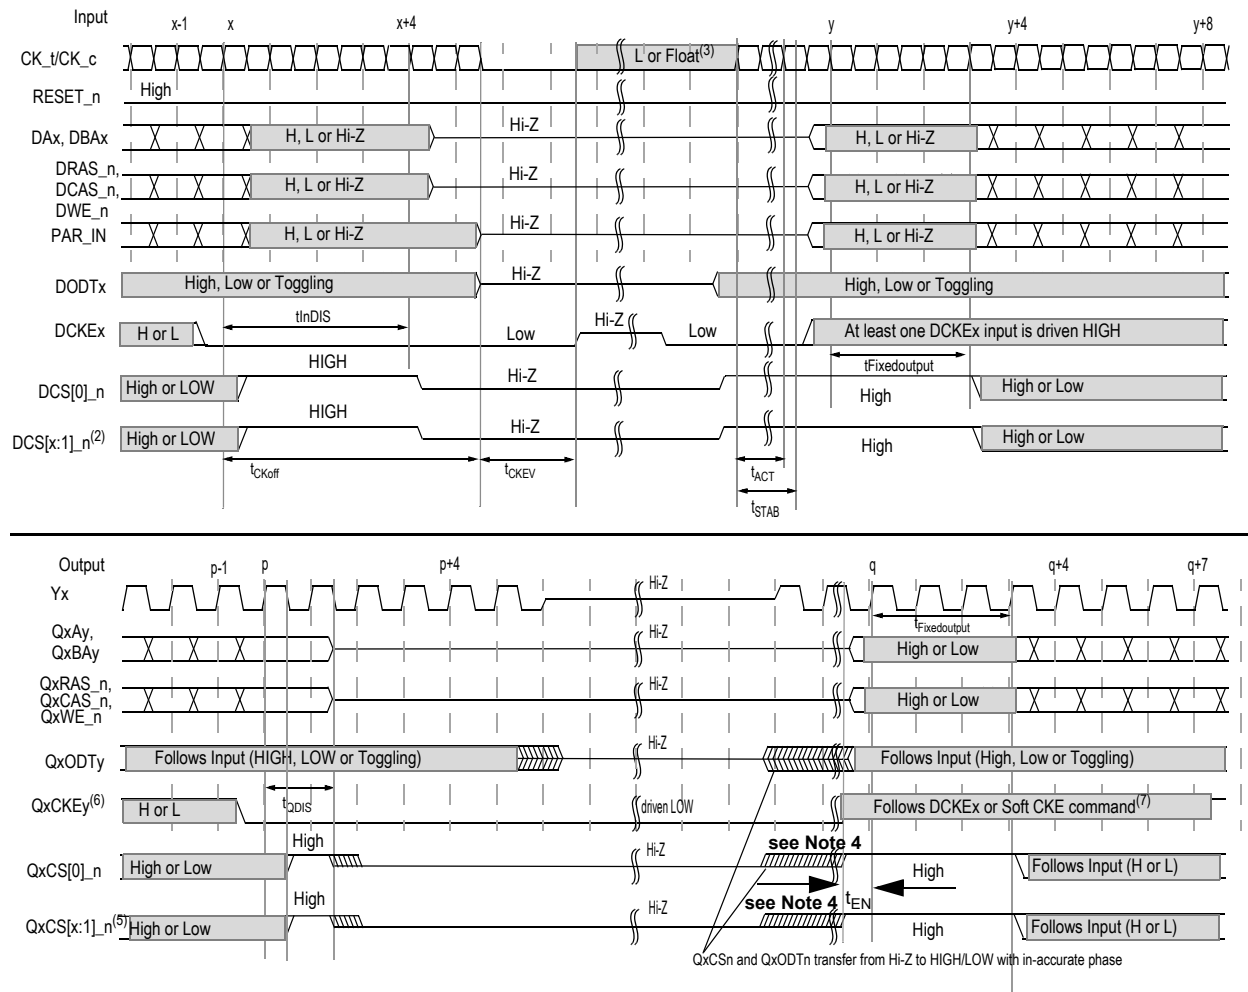 Input x-1 x x+4 y y+4 y+8
CK_t/CK_c L or Float(3)
RESET_n High
DAx, DBAx H, L or Hi-Z Hi-Z H, L or Hi-Z
DRAS_n,
DCAS_n, H, L or Hi-Z Hi-Z H, L or Hi-Z
DWE_n
PAR_IN H, L or Hi-Z Hi-Z H, L or Hi-Z
DODTx High, Low or Toggling Hi-Z High, Low or Toggling
tInDIS
DCKEx H or L Low Hi-Z Low At least one DCKEx input is driven HIGH
HIGH tFixedoutput
DCS[0]_n High or LOW Hi-Z High High or Low
HIGH
DCS[x:1]_n(2) High or LOW Hi-Z High High or Low
tCKoff tCKEV tACT
tSTAB
Output p-1 p p+4 q q+4 q+7
Yx Hi-Z
tFixedoutput
QxAy,
QxBAy Hi-Z High or Low
QxRAS_n,
QxCAS_n, Hi-Z High or Low
QxWE_n
QxODTy Follows Input (HIGH, LOW or Toggling) Hi-Z Follows Input (High, Low or Toggling)
QxCKEy(6) H or L tQDIS driven LOW Follows DCKEx or Soft CKE command(7)
High see Note 4
QxCS[0]_n High or Low Hi-Z High Follows Input (H or L)
High see Note 4 tEN
QxCS[x:1]_n(5) High or Low Hi-Z High Follows Input (H or L)
QxCSn and QxODTn transfer from Hi-Z to HIGH/LOW with in-accurate phase